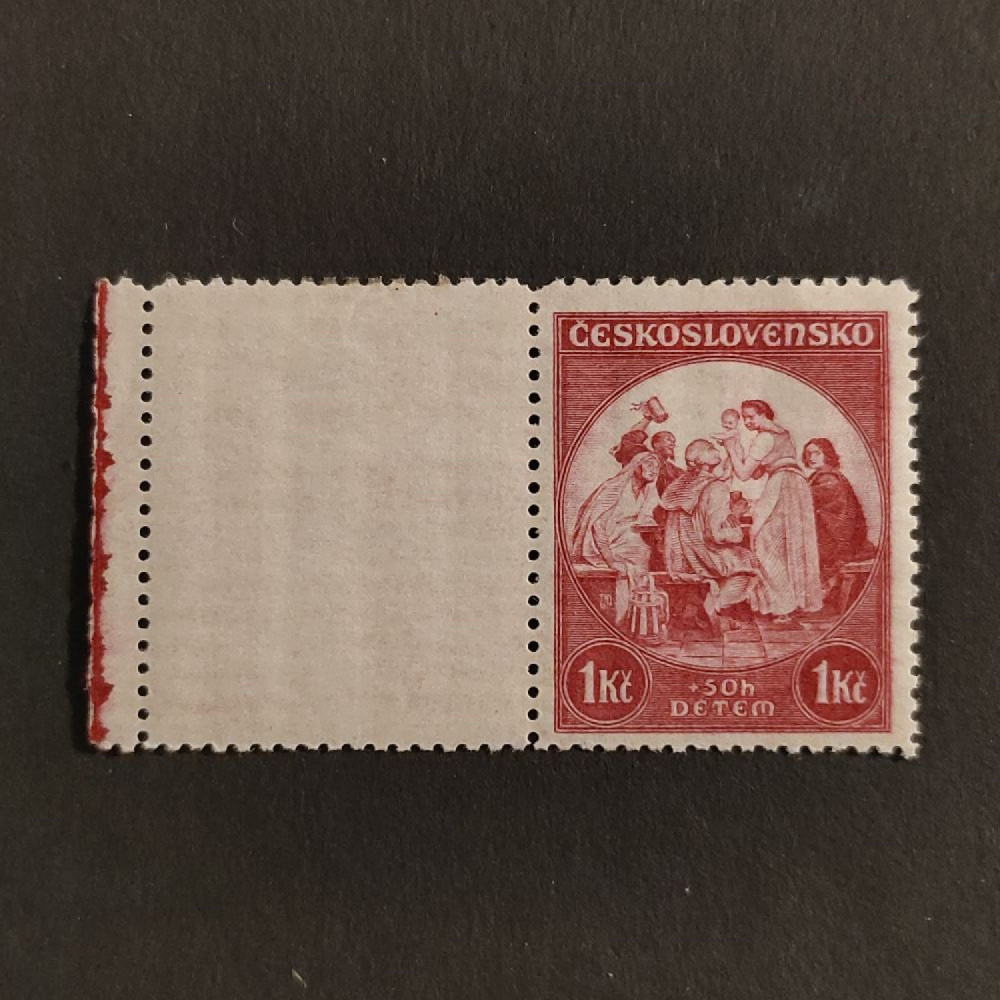 ČESKOSLOVENSKO
1Kč +50h 1Kč
DĚTEM